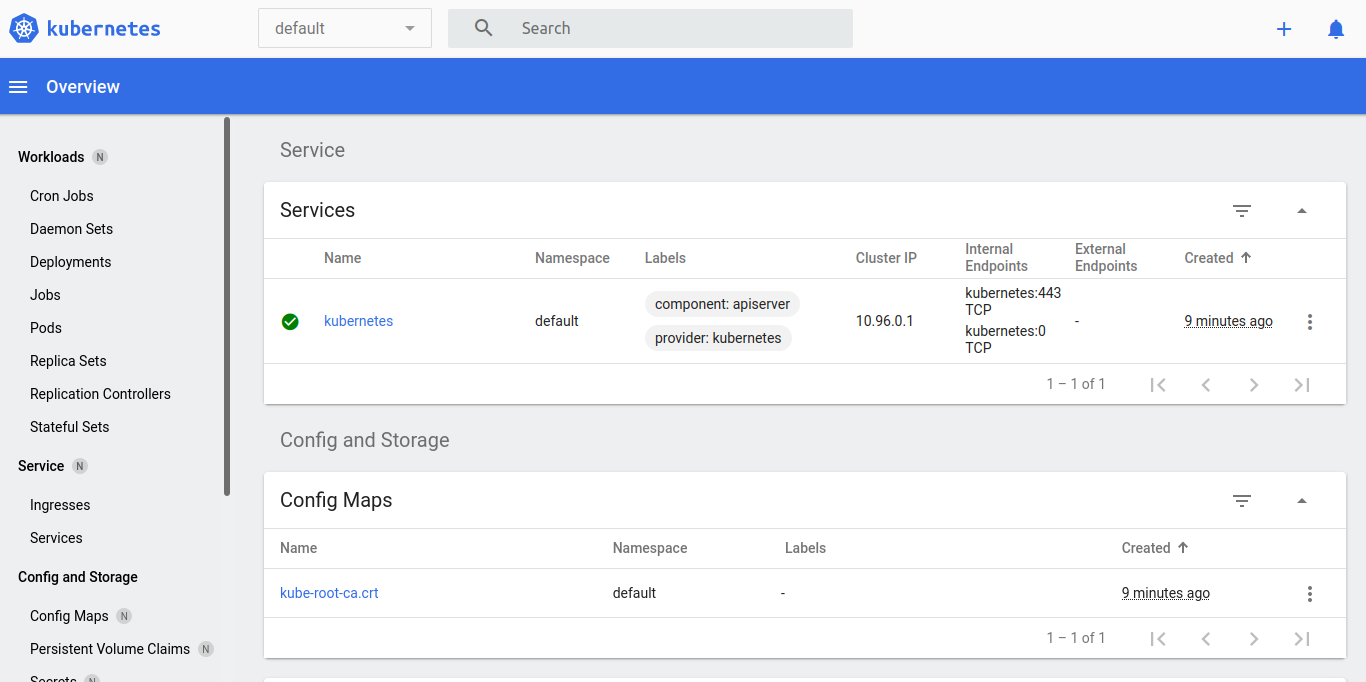 kubernetes
default
Search
Overview
Workloads N
Cron Jobs
Daemon Sets
Deployments
Jobs
Pods
Replica Sets
Replication Controllers
Stateful Sets
Service N
Ingresses
Services
Config and Storage
Config Maps N
Persistent Volume Claims N
Secrets N
Service
Services
Name Namespace Labels Cluster IP Internal Endpoints External Endpoints Created
kubernetes default component: apiserver provider: kubernetes 10.96.0.1 kubernetes:443 TCP kubernetes:0 TCP - 9 minutes ago
1 – 1 of 1
Config and Storage
Config Maps
Name Namespace Labels Created
kube-root-ca.crt default - 9 minutes ago
1 – 1 of 1